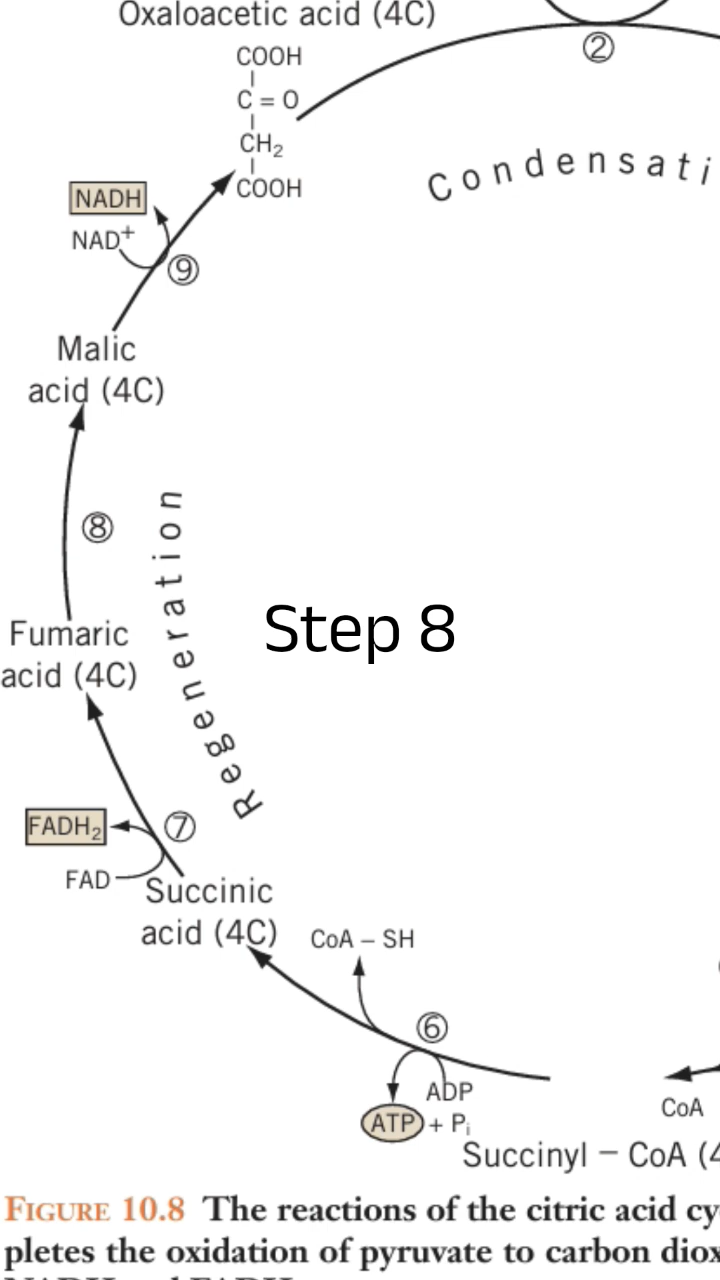 Oxaloacetic acid (4C)
COOH
②
C = O
CH₂
COOH
Condensati
NADH
NAD⁺
⑨
Malic
acid (4C)
⑧
Regeneration
Step 8
Fumaric
acid (4C)
⑦
FADH₂
FAD
Succinic
acid (4C)
CoA – SH
⑥
ADP
ATP + Pᵢ
CoA
Succinyl – CoA (4
FIGURE 10.8 The reactions of the citric acid cy
pletes the oxidation of pyruvate to carbon diox